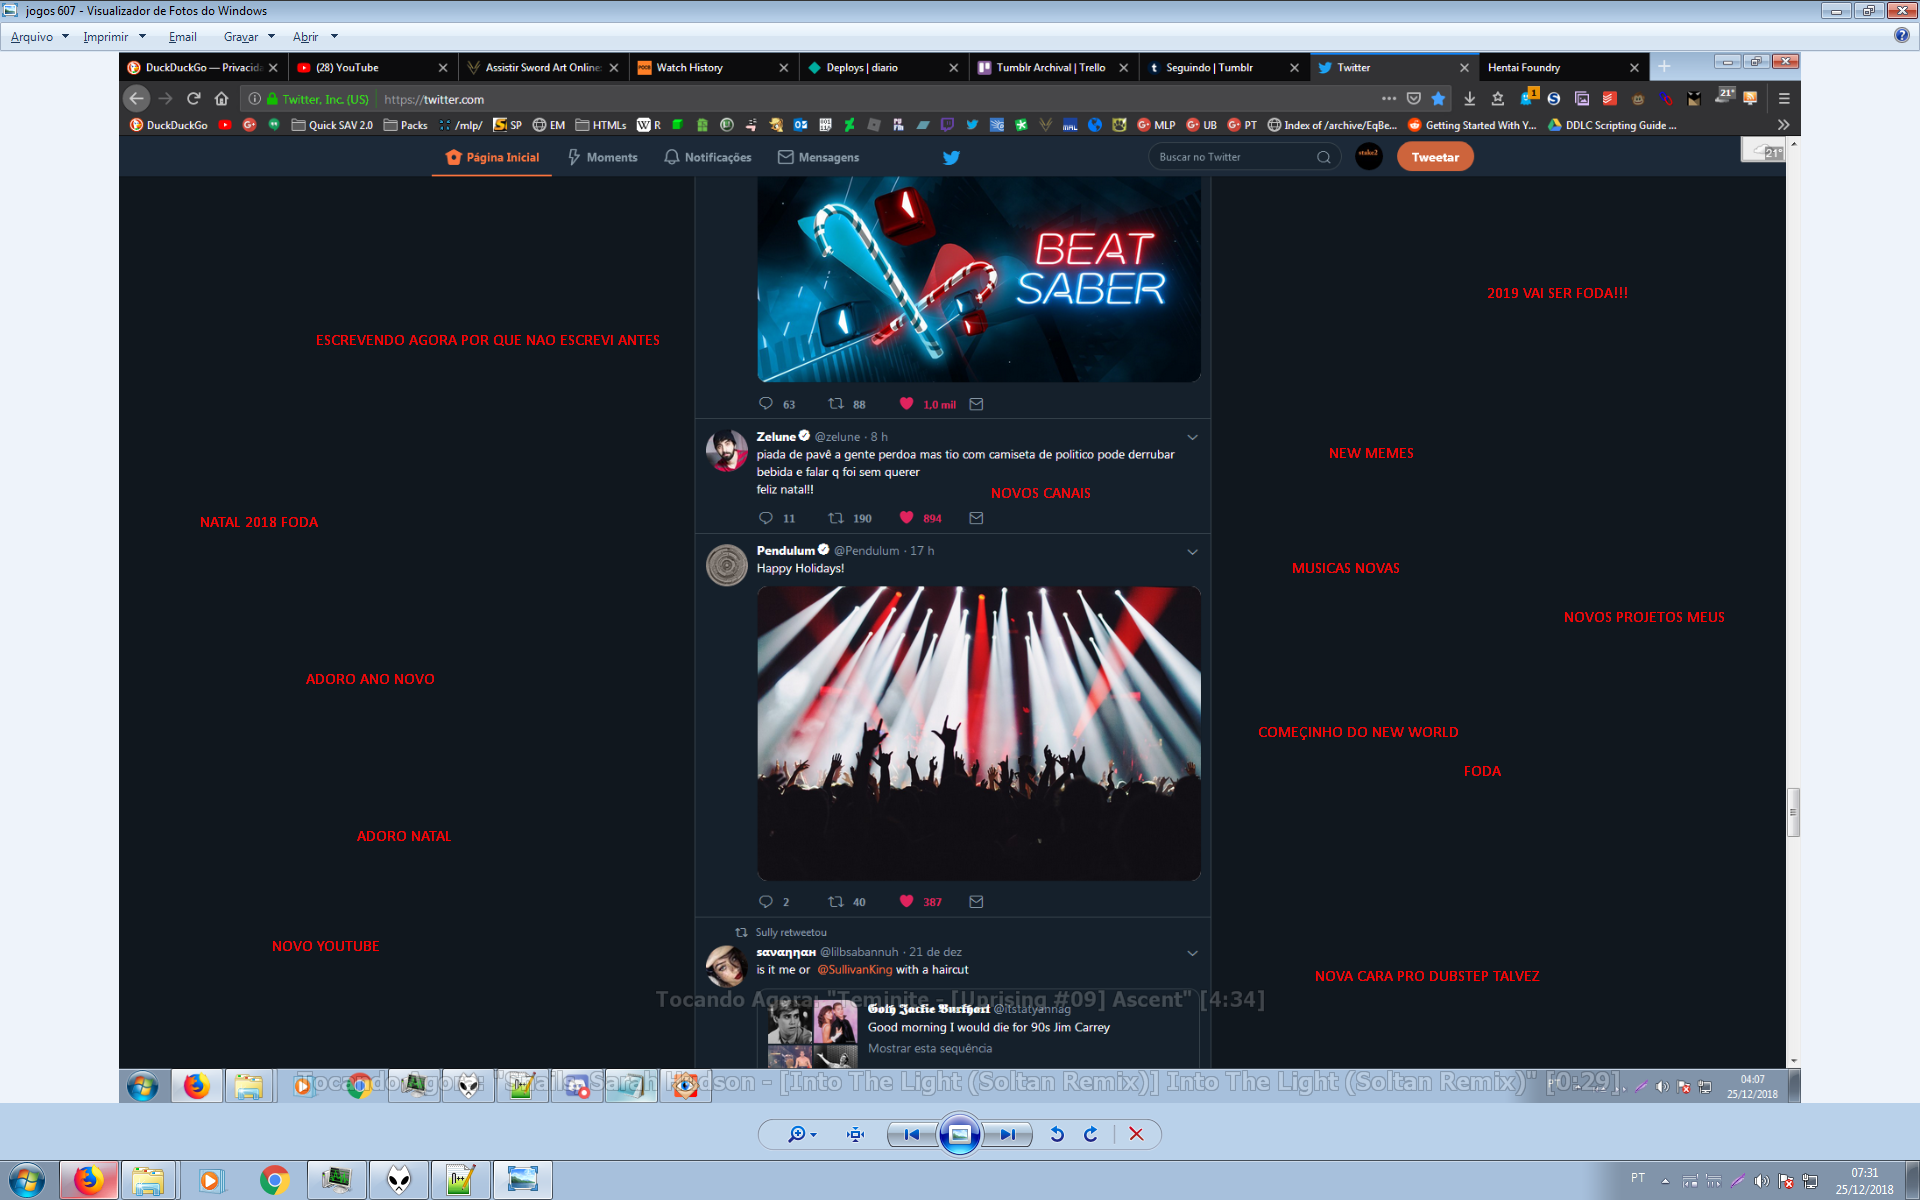 jogos 607 - Visualizador de Fotos do Windows
Arquivo Imprimir Email Gravar Abrir
DuckDuckGo — Privacida (28) YouTube Assistir Sword Art Online: Watch History Deploys | diario Tumblr Archival | Trello Seguindo | Tumblr Twitter Hentai Foundry
Twitter, Inc. (US) https://twitter.com 1 21°
DuckDuckGo Quick SAV 2.0 Packs /mlp/ SP EM HTMLs R MLP UB PT Index of /archive/EqBe... Getting Started With Y... DDLC Scripting Guide ...
Página Inicial Moments Notificações Mensagens Buscar no Twitter stake2 Tweetar
21°
BEAT
SABER
2019 VAI SER FODA!!!
ESCREVENDO AGORA POR QUE NAO ESCREVI ANTES
63 88 1,0 mil
Zelune @zelune · 8 h
piada de pavê a gente perdoa mas tio com camiseta de politico pode derrubar
bebida e falar q foi sem querer
feliz natal!!
NEW MEMES
NOVOS CANAIS
11 190 894
NATAL 2018 FODA
Pendulum @Pendulum · 17 h
Happy Holidays!
MUSICAS NOVAS
NOVOS PROJETOS MEUS
ADORO ANO NOVO
COMEÇINHO DO NEW WORLD
FODA
ADORO NATAL
2 40 387
Sully retweetou
NOVO YOUTUBE
savannah @lilbsabannuh · 21 de dez
is it me or @SullivanKing with a haircut
NOVA CARA PRO DUBSTEP TALVEZ
Tocando Agora: "Teminite - [Uprising #09] Ascent" [4:34]
Goth Jackie Burkhart @itstatyannag
Good morning I would die for 90s Jim Carrey
Mostrar esta sequência
Tocando Agora: Sarah Hudson - [Into The Light (Soltan Remix)] Into The Light (Soltan Remix)" [0:29]
04:07
25/12/2018
PT
07:31
25/12/2018